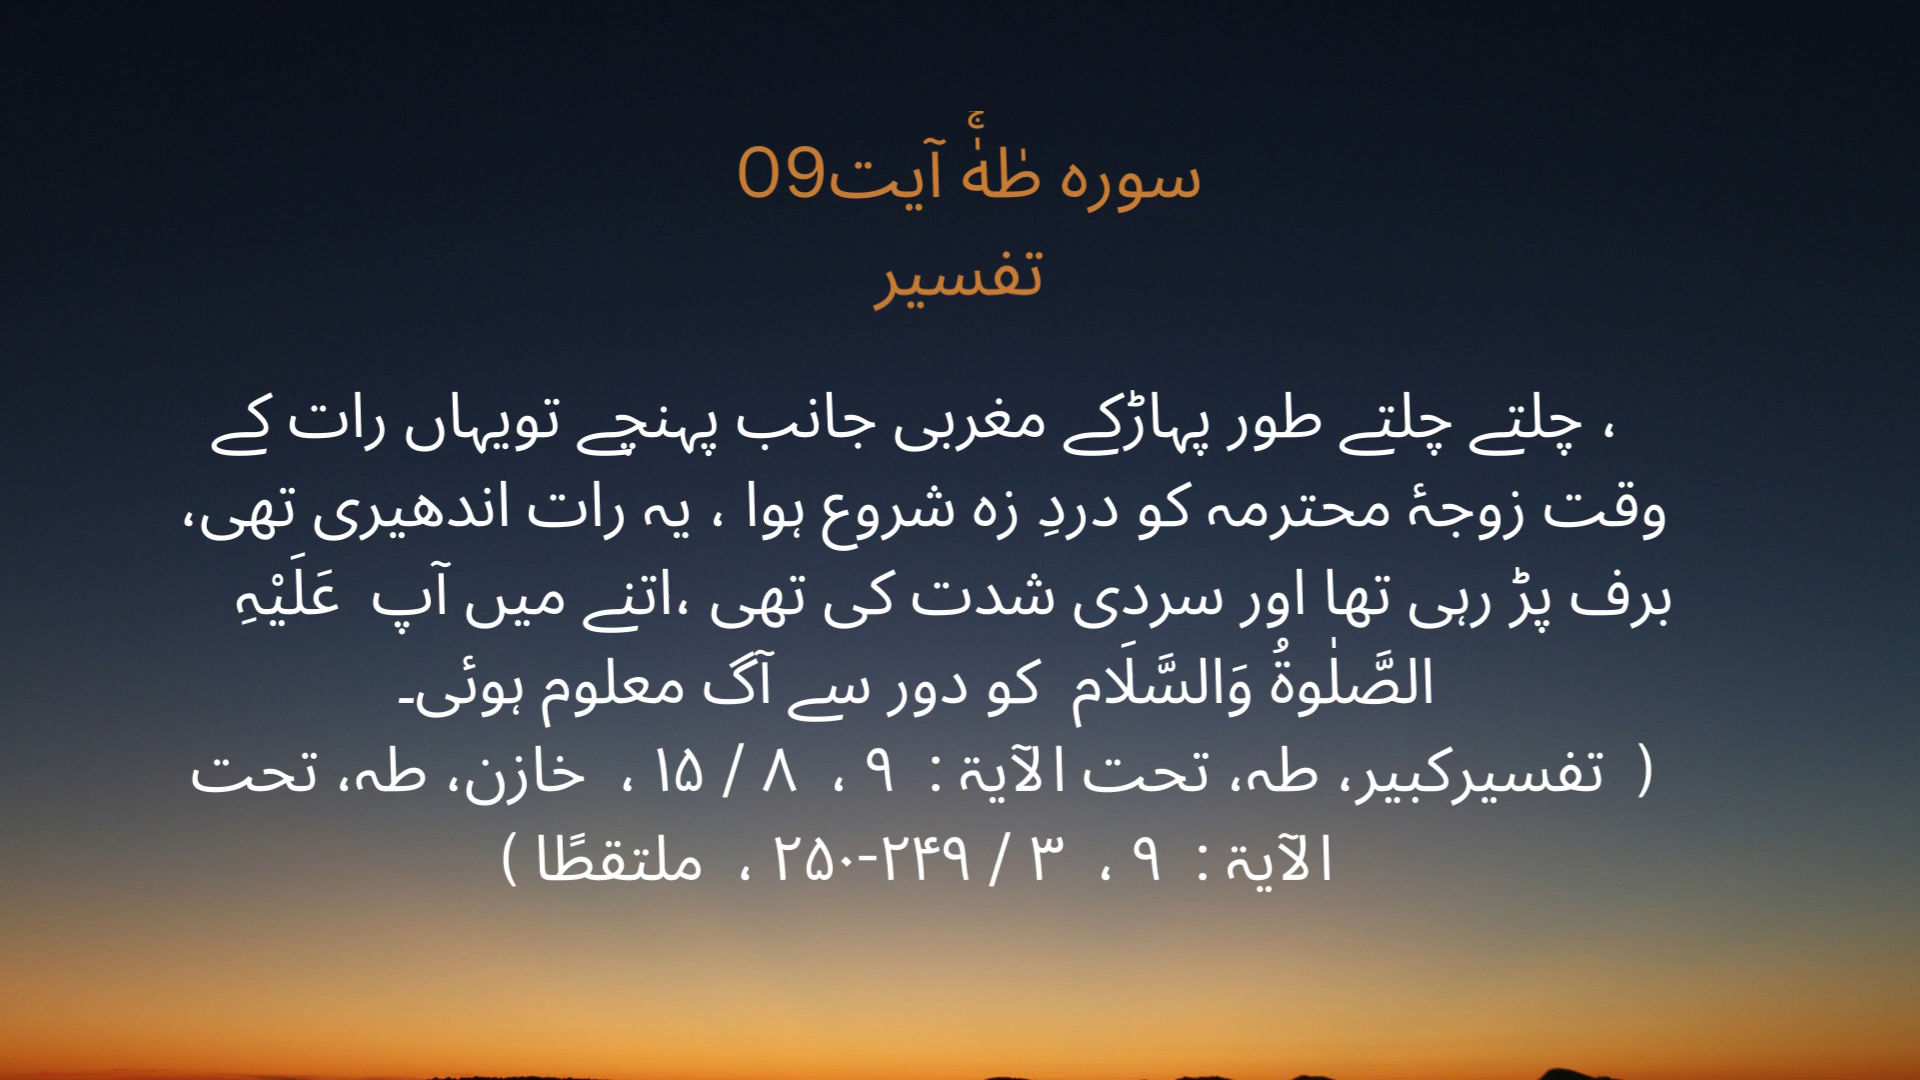 سورہ طٰهٰۚ آیت09
تفسیر
، چلتے چلتے طور پہاڑکے مغربی جانب پہنچے تویہاں رات کے
وقت زوجۂ محترمہ کو دردِ زہ شروع ہوا ، یہ رات اندھیری تھی،
برف پڑ رہی تھا اور سردی شدت کی تھی ،اتنے میں آپ عَلَیْہِ
الصَّلٰوۃُ وَالسَّلَام کو دور سے آگ معلوم ہوئی۔
( تفسیرکبیر، طہ، تحت الآیۃ : ۹ ، ۸ / ۱۵ ، خازن، طہ، تحت
الآیۃ : ۹ ، ۳ / ۲۴۹-۲۵۰ ، ملتقطًا )